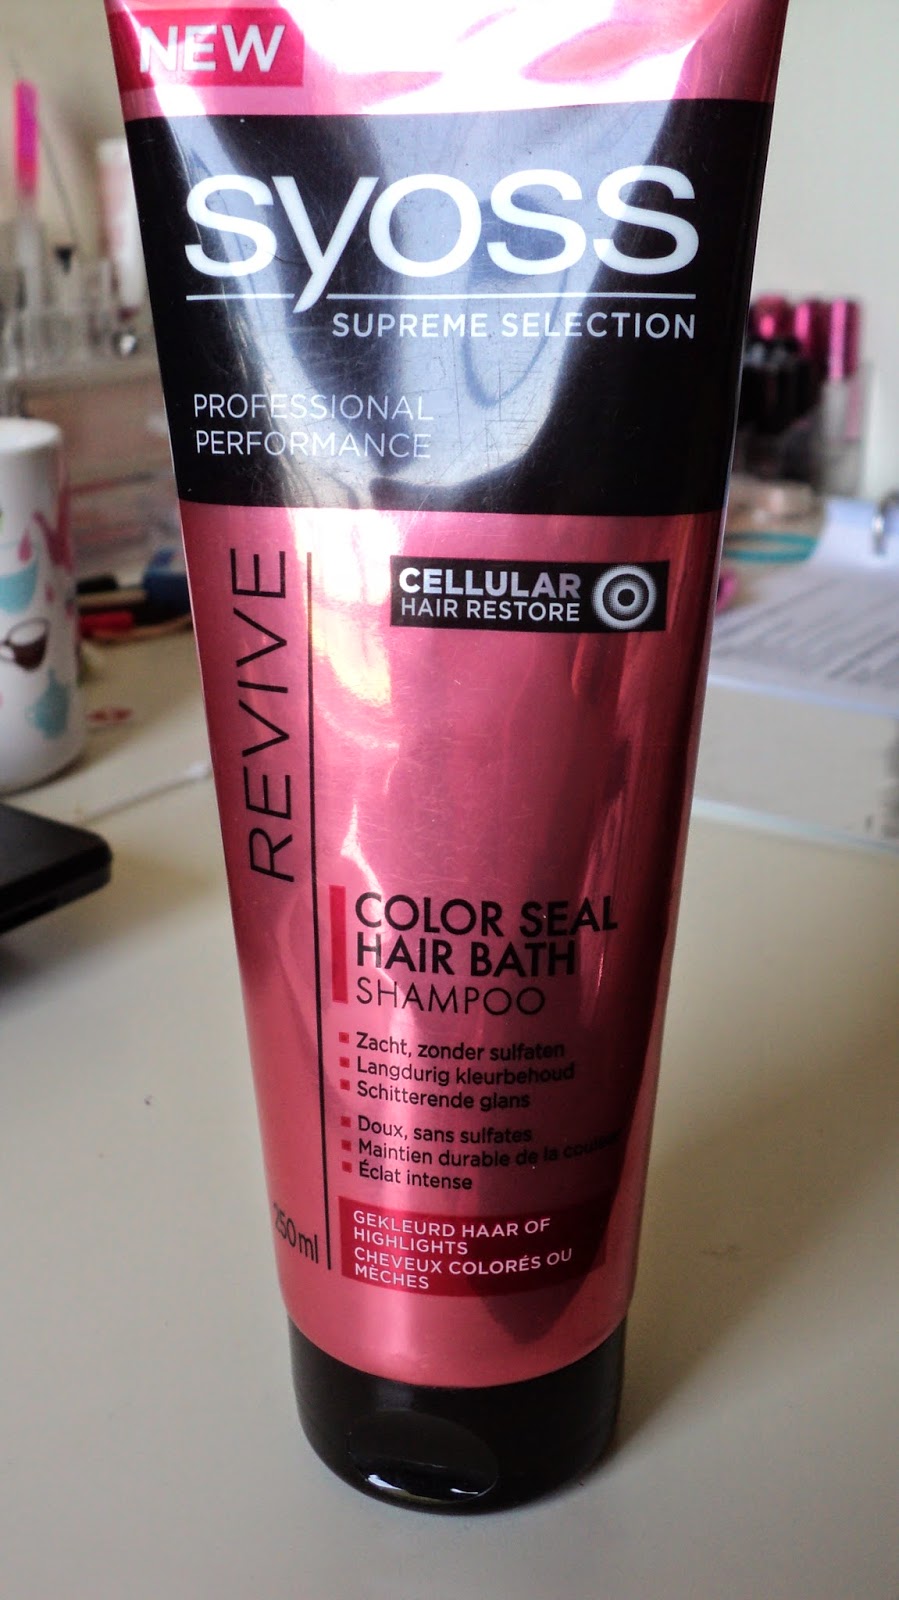 NEW
syoss
SUPREME SELECTION
PROFESSIONAL
PERFORMANCE
REVIVE
CELLULAR
HAIR RESTORE
COLOR SEAL
HAIR BATH
SHAMPOO
Zacht, zonder sulfaten
Langdurig kleurbehoud
Schitterende glans
Doux, sans sulfates
Maintien durable de la couleur
Éclat intense
250ml
GEKLEURD HAAR OF
HIGHLIGHTS
CHEVEUX COLORÉS OU
MÈCHES